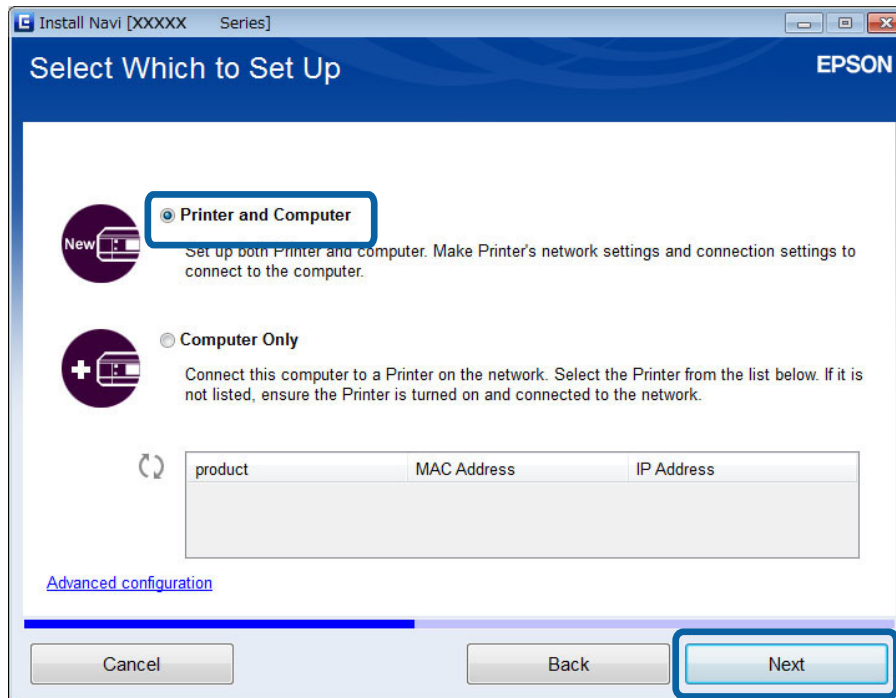 Install Navi [XXXXX Series]
Select Which to Set Up
EPSON
Printer and Computer
New
Set up both Printer and computer. Make Printer's network settings and connection settings to
connect to the computer.
Computer Only
Connect this computer to a Printer on the network. Select the Printer from the list below. If it is
not listed, ensure the Printer is turned on and connected to the network.
product MAC Address IP Address
Advanced configuration
Cancel Back Next